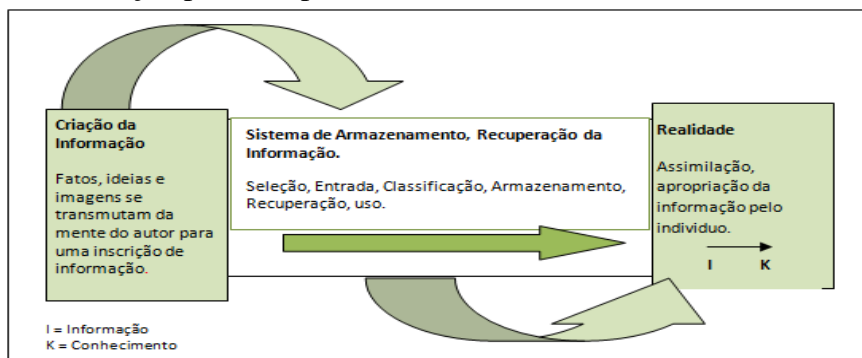 Criação da
Informação
Fatos, ideias e
imagens se
transmutam da
mente do autor para
uma inscrição de
informação.
Sistema de Armazenamento, Recuperação da
Informação.
Seleção, Entrada, Classificação, Armazenamento,
Recuperação, uso.
Realidade
Assimilação,
apropriação da
informação pelo
individuo.
I K
I = Informação
K = Conhecimento